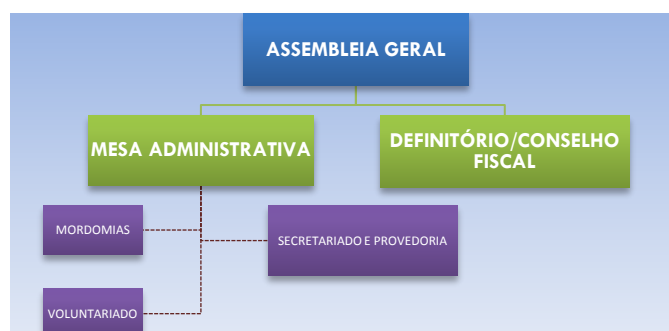 ASSEMBLEIA GERAL
MESA ADMINISTRATIVA
DEFINITÓRIO/CONSELHO
FISCAL
MORDOMIAS
SECRETARIADO E PROVEDORIA
VOLUNTARIADO